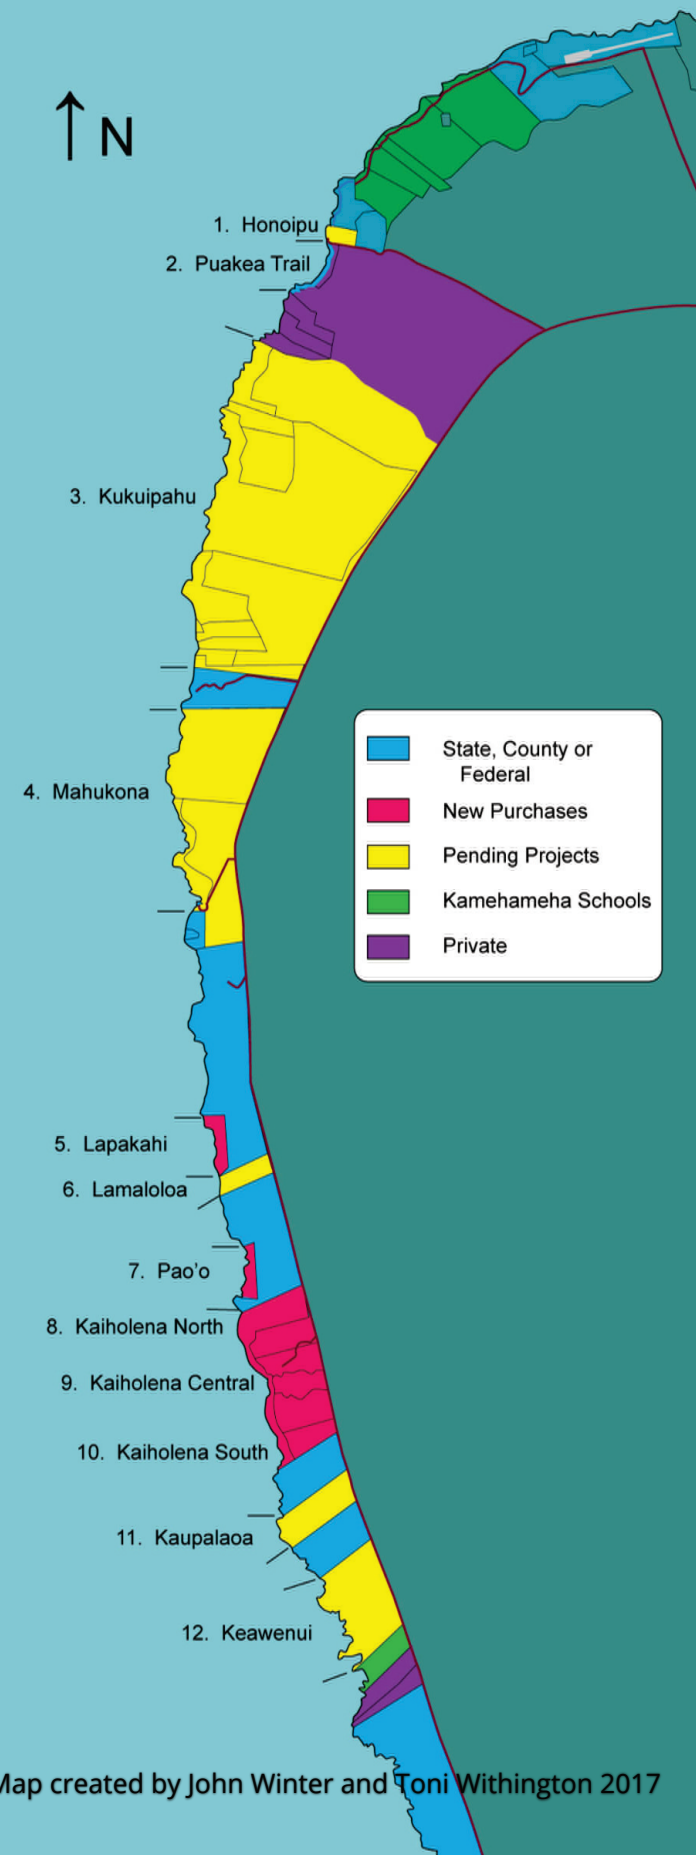 N
1. Honoipu
2. Puakea Trail
3. Kukuipahu
State, County or
Federal
4. Mahukona
New Purchases
Pending Projects
Kamehameha Schools
Private
5. Lapakahi
6. Lamaloloa
7. Pao'o
8. Kaiholena North
9. Kaiholena Central
10. Kaiholena South
11. Kaupalaoa
12. Keawenui
Map created by John Winter and Toni Withington 2017